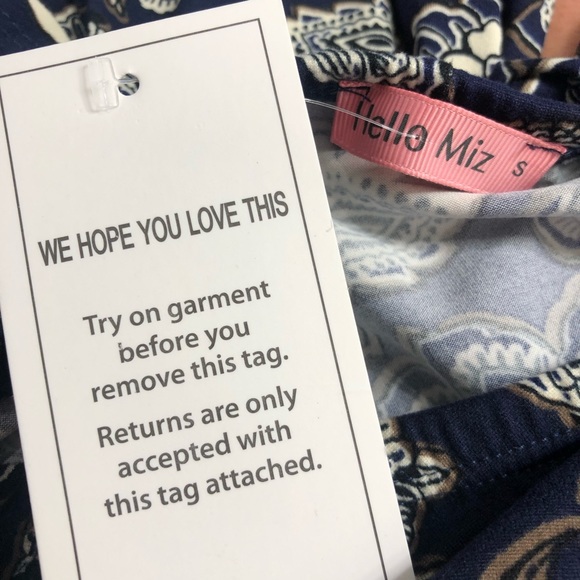 Hello Miz S
WE HOPE YOU LOVE THIS
Try on garment
before you
remove this tag.
Returns are only
accepted with
this tag attached.